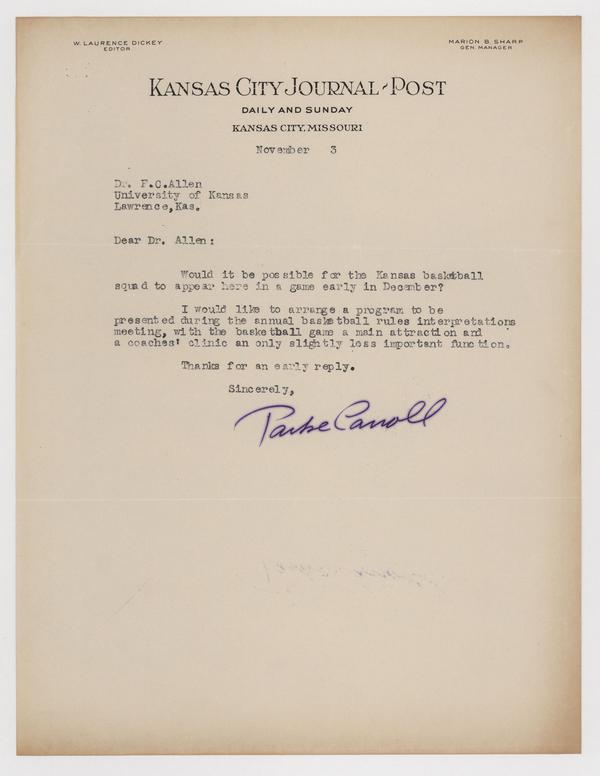 W. LAURENCE DICKEY
EDITOR
MARION B. SHARP
GEN. MANAGER
KANSAS CITY JOURNAL-POST
DAILY AND SUNDAY
KANSAS CITY, MISSOURI
November 3
Dr. F.C.Allen
University of Kansas
Lawrence,Kas.
Dear Dr. Allen:
Would it be possible for the Kansas basketball
squad to appear here in a game early in December?
I would like to arrange a program to be
presented during the annual basketball rules interpretations
meeting, with the basketball game a main attraction and
a coaches' clinic an only slightly less important function.
Thanks for an early reply.
Sincerely,
Parke Carroll